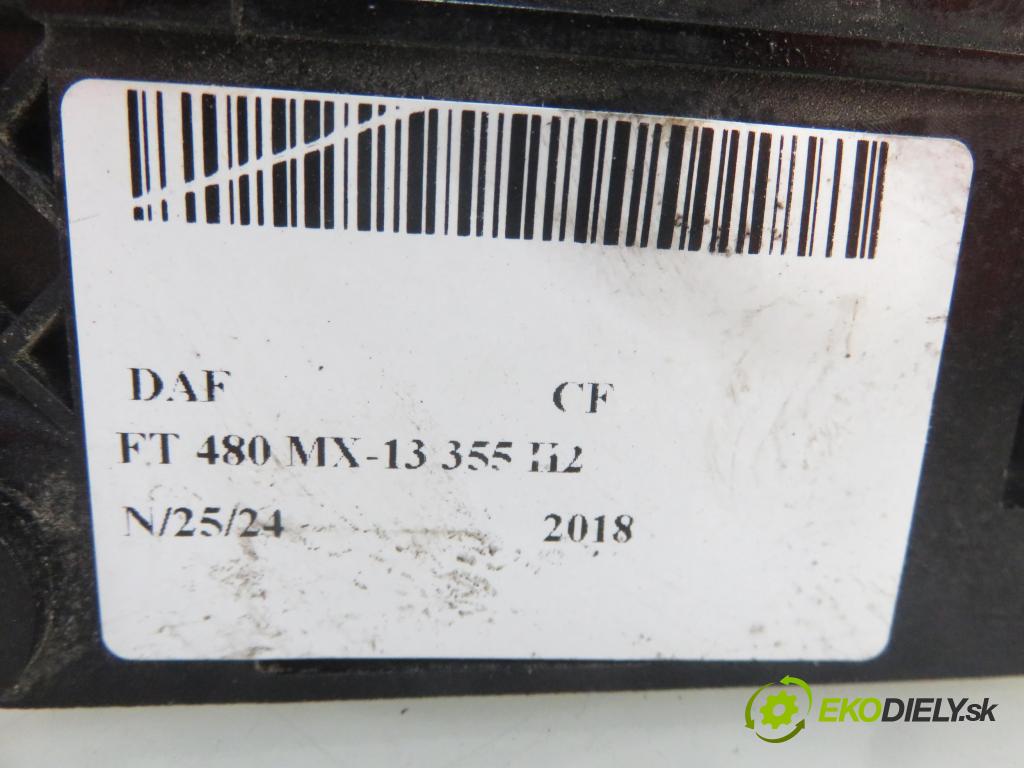 DAF CF
FT 480 MX-13 355 H2
N/25/24 2018
EKODIELY.sk